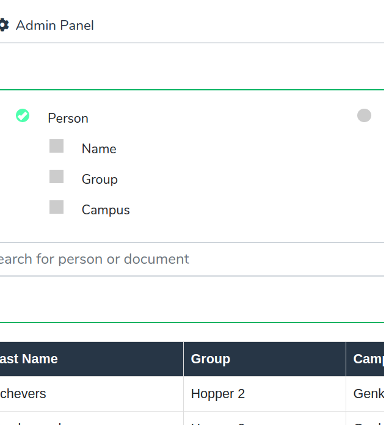 Admin Panel
Person
Name
Group
Campus
earch for person or document
ast Name Group Camp
chevers Hopper 2 Genk